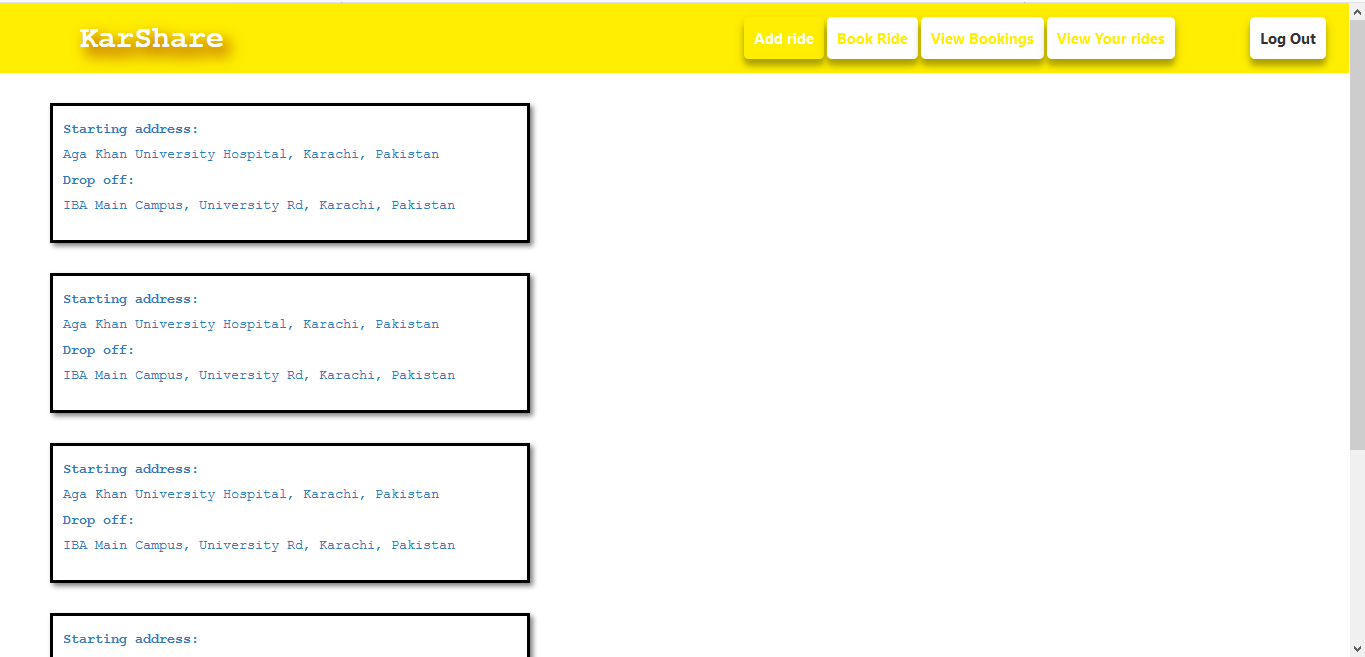 KarShare
Add ride
Book Ride
View Bookings
View Your rides
Log Out
Starting address:
Aga Khan University Hospital, Karachi, Pakistan
Drop off:
IBA Main Campus, University Rd, Karachi, Pakistan
Starting address:
Aga Khan University Hospital, Karachi, Pakistan
Drop off:
IBA Main Campus, University Rd, Karachi, Pakistan
Starting address:
Aga Khan University Hospital, Karachi, Pakistan
Drop off:
IBA Main Campus, University Rd, Karachi, Pakistan
Starting address: